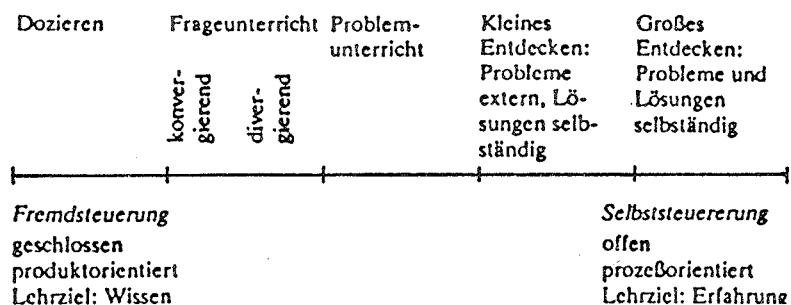 Dozieren
Frageunterricht
konver-
gierend
diver-
gierend
Problem-
unterricht
Kleines
Entdecken:
Probleme
extern, Lö-
sungen selb-
ständig
Großes
Entdecken:
Probleme und
Lösungen
selbständig
Fremdsteuerung
geschlossen
produktorientiert
Lehrziel: Wissen
Selbststeuererung
offen
prozeßorientiert
Lehrziel: Erfahrung